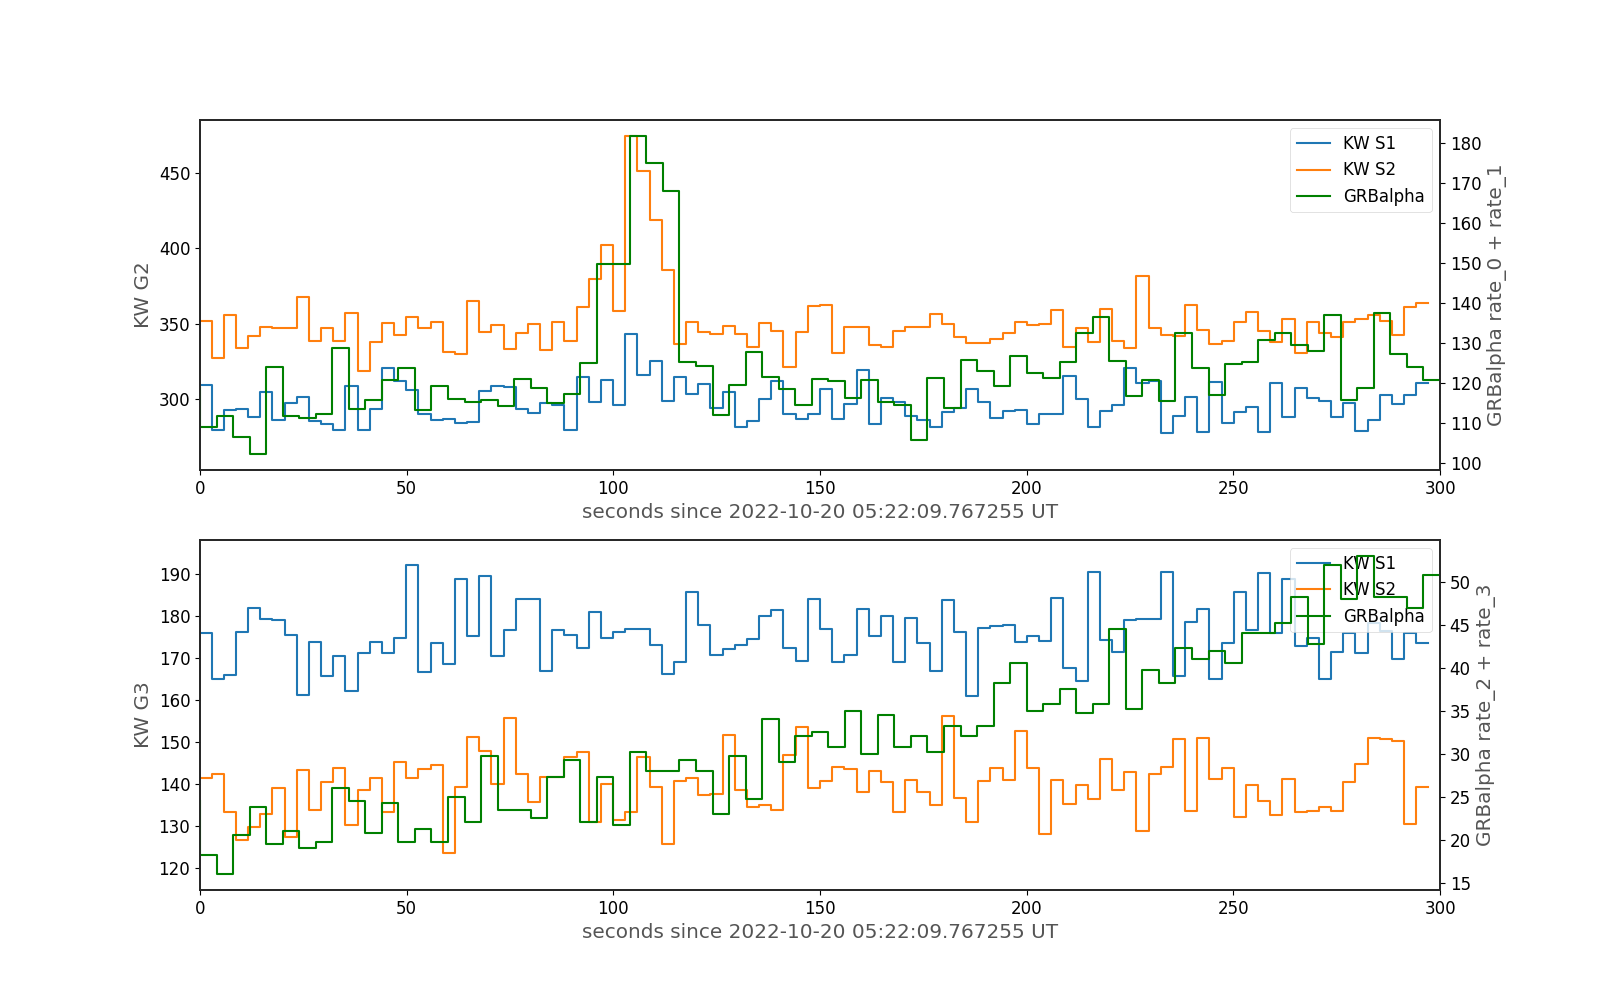 KW S1
KW S2
GRBalpha
450
400
350
300
KW G2
180
170
160
150
140
130
120
110
100
GRBalpha rate_0 + rate_1
0 50 100 150 200 250 300
seconds since 2022-10-20 05:22:09.767255 UT
KW S1
KW S2
GRBalpha
190
180
170
160
150
140
130
120
KW G3
50
45
40
35
30
25
20
15
GRBalpha rate_2 + rate_3
0 50 100 150 200 250 300
seconds since 2022-10-20 05:22:09.767255 UT